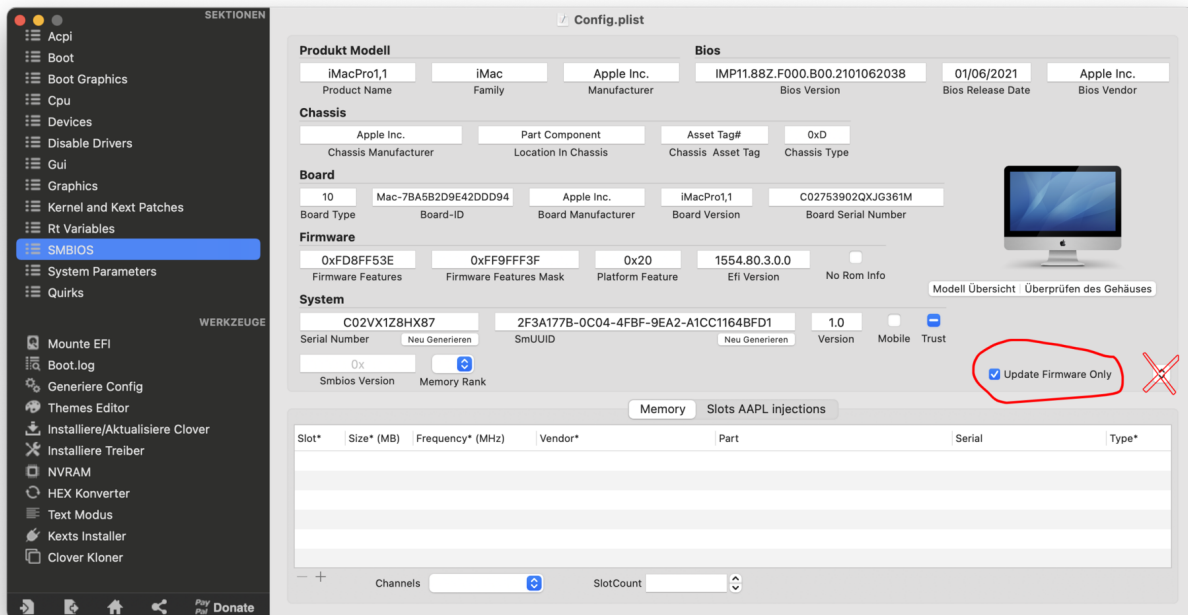 SEKTIONEN
Acpi
Boot
Boot Graphics
Cpu
Devices
Disable Drivers
Gui
Graphics
Kernel and Kext Patches
Rt Variables
SMBIOS
System Parameters
Quirks
WERKZEUGE
Mounte EFI
Boot.log
Generiere Config
Themes Editor
Installiere/Aktualisiere Clover
Installiere Treiber
NVRAM
HEX Konverter
Text Modus
Kexts Installer
Clover Kloner
Pay Pal Donate
Config.plist
Produkt Modell Bios
iMacPro1,1 iMac Apple Inc. IMP11.88Z.F000.B00.2101062038 01/06/2021 Apple Inc.
Product Name Family Manufacturer Bios Version Bios Release Date Bios Vendor
Chassis
Apple Inc. Part Component Asset Tag# 0xD
Chassis Manufacturer Location In Chassis Chassis Asset Tag Chassis Type
Board
10 Mac-7BA5B2D9E42DDD94 Apple Inc. iMacPro1,1 C02753902QXJG361M
Board Type Board-ID Board Manufacturer Board Version Board Serial Number
Firmware
0xFD8FF53E 0xFF9FFF3F 0x20 1554.80.3.0.0
Firmware Features Firmware Features Mask Platform Feature Efi Version No Rom Info
Modell Übersicht Überprüfen des Gehäuses
System
C02VX1Z8HX87 2F3A177B-0C04-4FBF-9EA2-A1CC1164BFD1 1.0
Serial Number Neu Generieren SmUUID Neu Generieren Version Mobile Trust
0x
Smbios Version Memory Rank
Update Firmware Only
Memory Slots AAPL injections
Slot* Size* (MB) Frequency* (MHz) Vendor* Part Serial Type*
Channels SlotCount